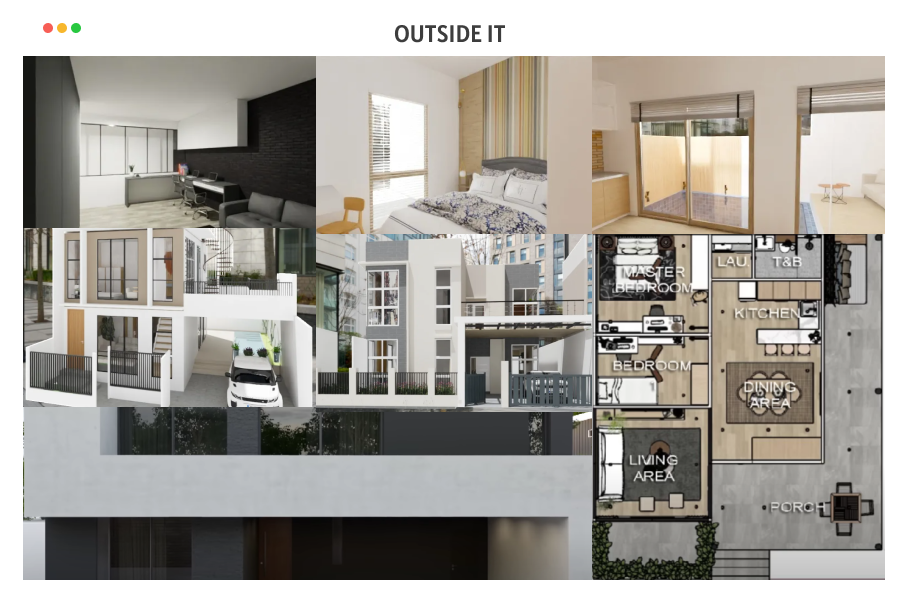 OUTSIDE IT
MASTER
BEDROOM
LAU
T&B
KITCHEN
BEDROOM
DINING
AREA
LIVING
AREA
PORCH